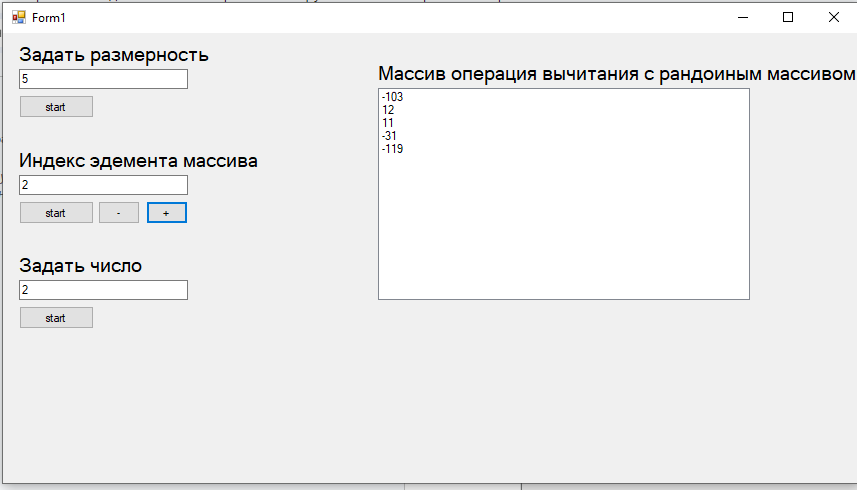 Form1
Задать размерность
5
start
Индекс эдемента массива
2
start - +
Задать число
2
start
Массив операция вычитания с рандоиным массивом
-103
12
11
-31
-119